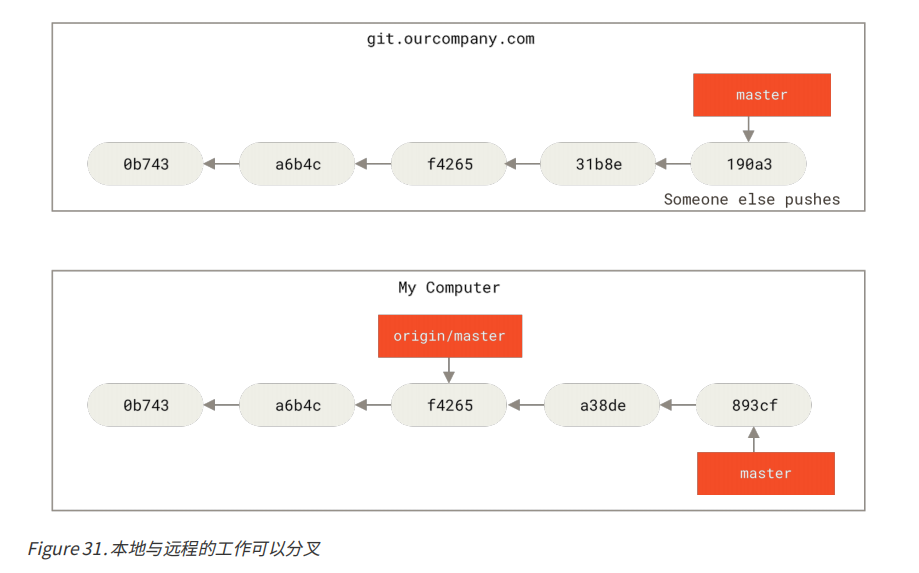 git.ourcompany.com
master
0b743 a6b4c f4265 31b8e 190a3
Someone else pushes
My Computer
origin/master
0b743 a6b4c f4265 a38de 893cf
master
Figure 31.本地与远程的工作可以分叉